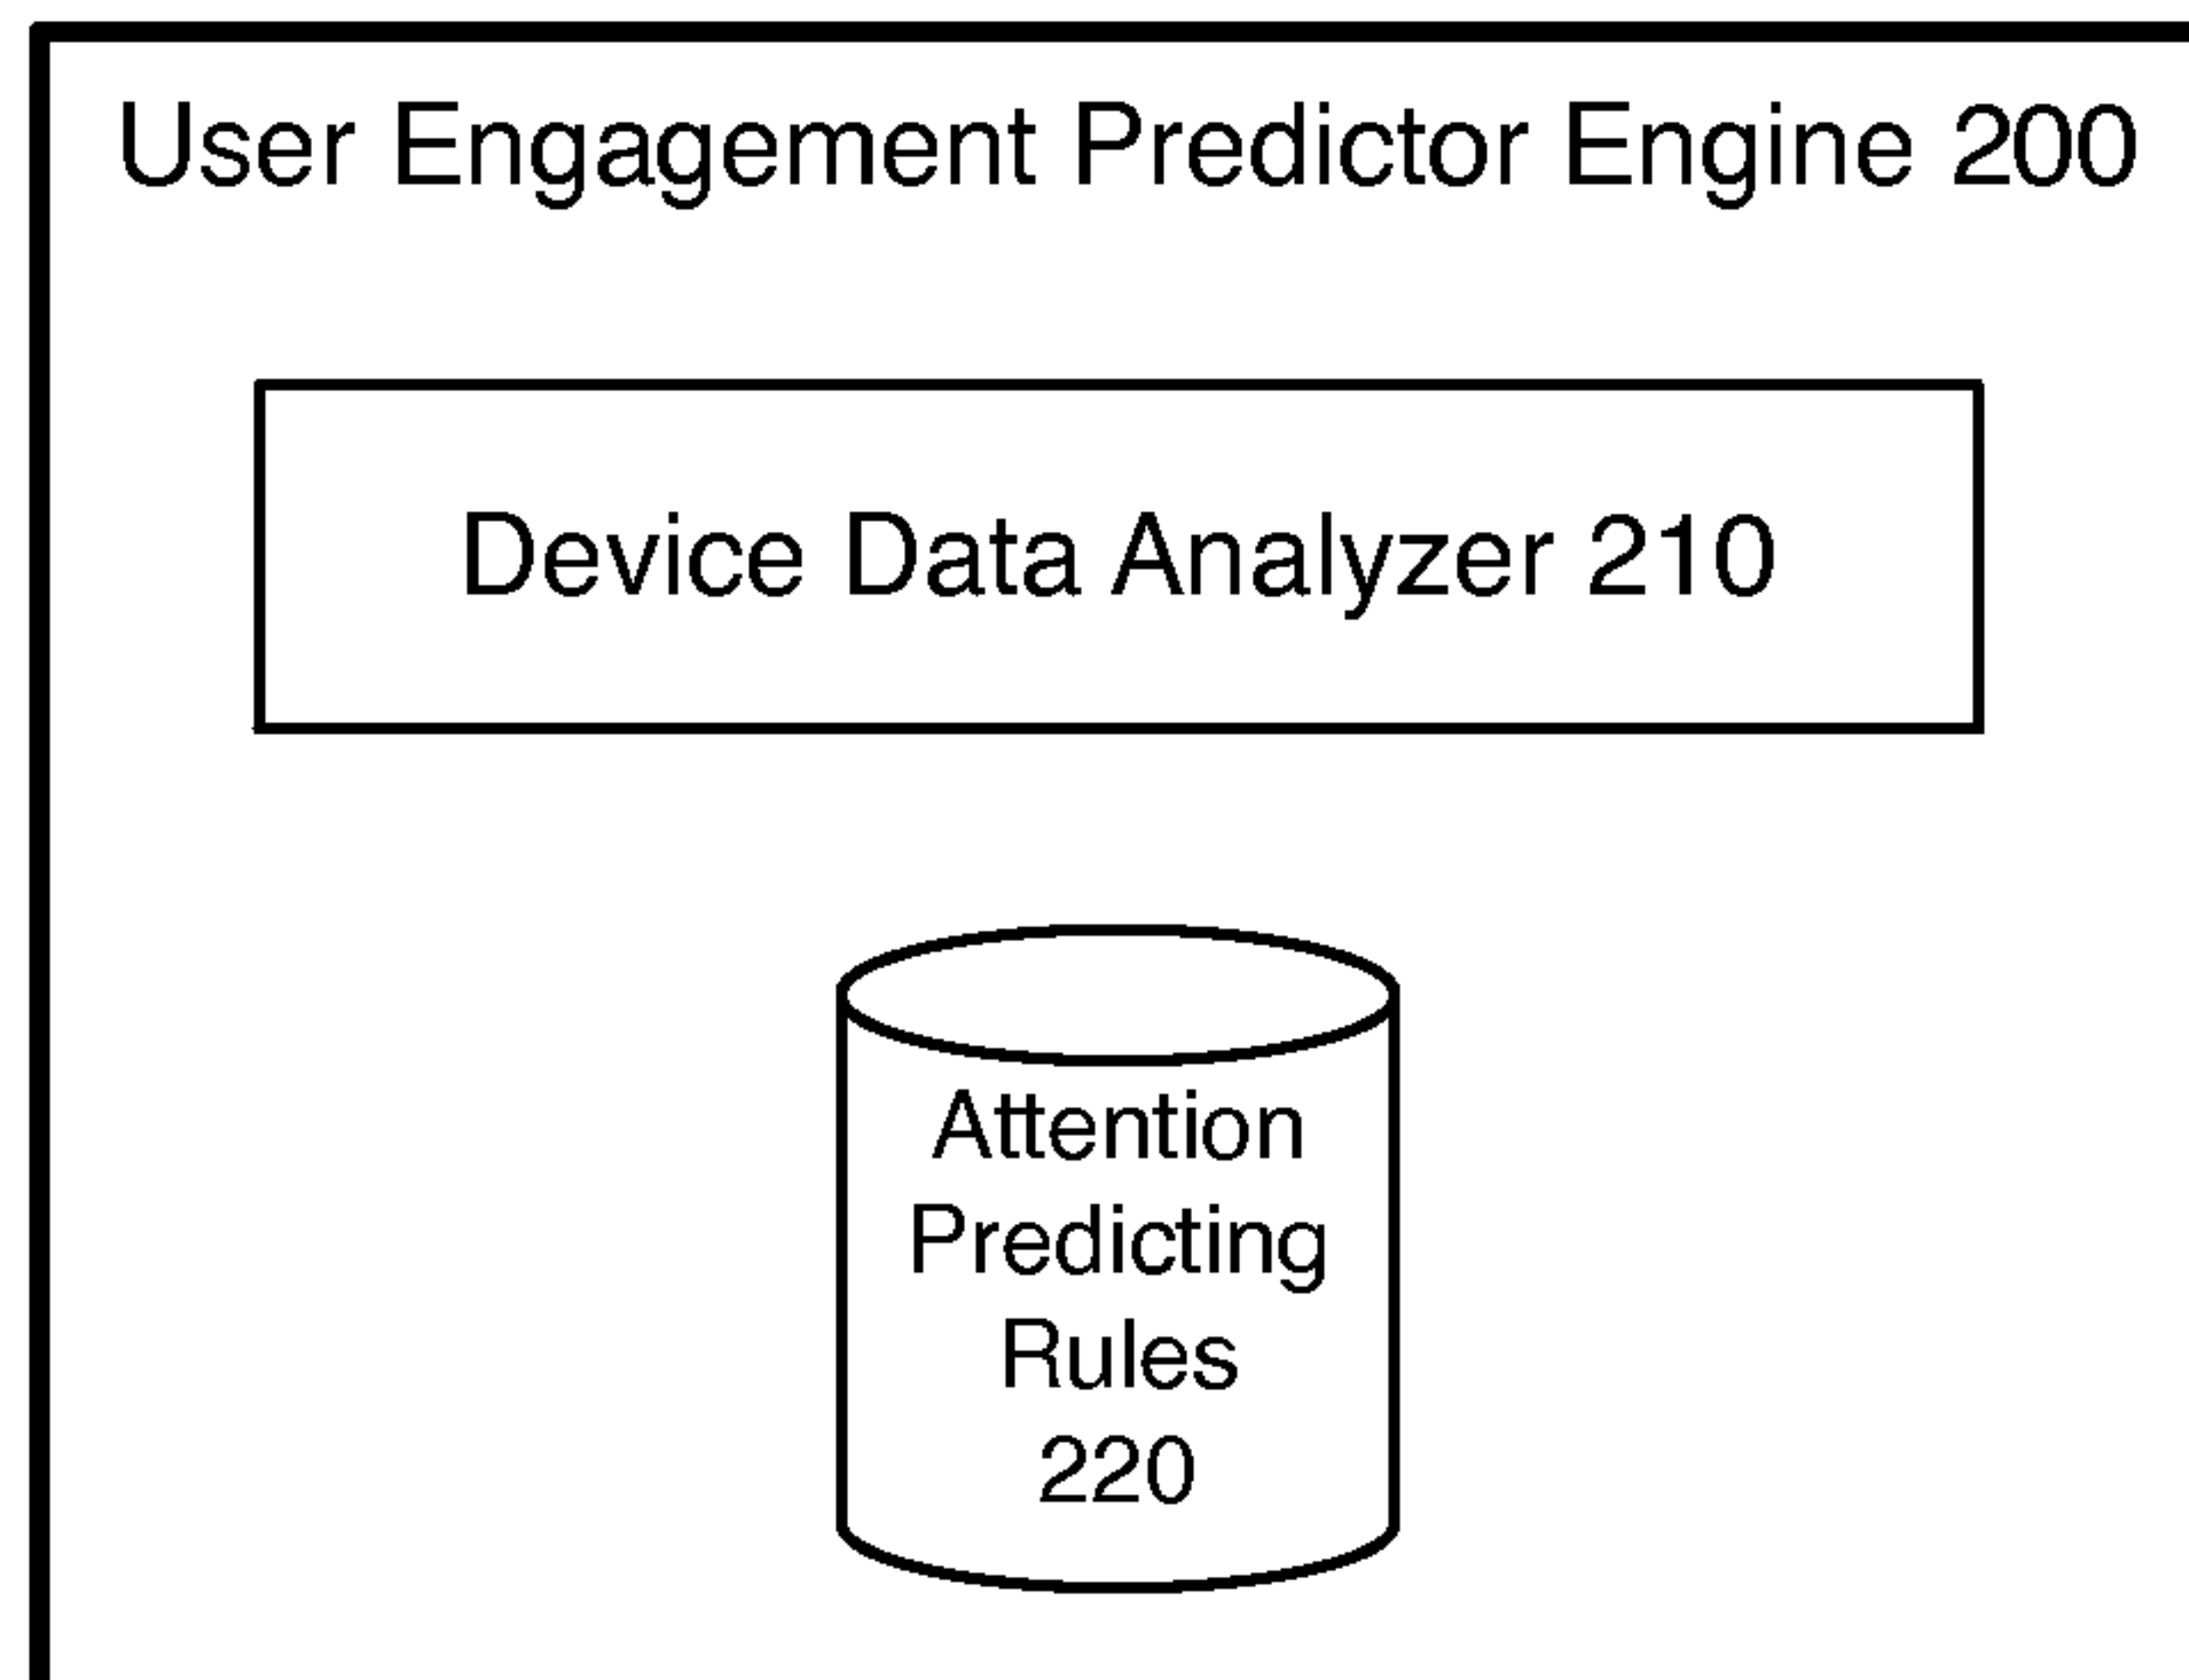 User Engagement Predictor Engine 200
Device Data Analyzer 210
Attention
Predicting
Rules
220